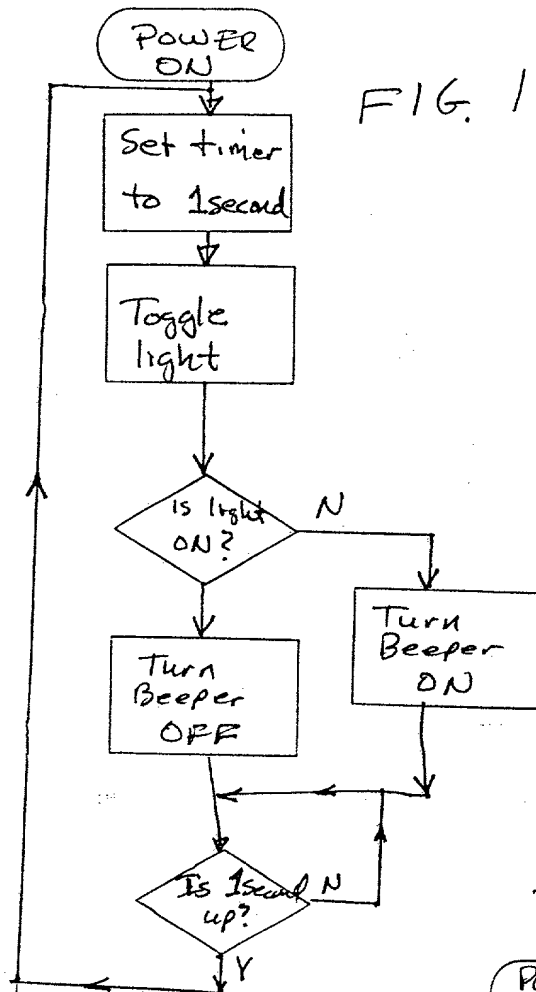 POWER
ON
FIG. 1
Set timer
to 1second
Toggle
light
Is light
ON?
N
Turn
Beeper
ON
Turn
Beeper
OFF
Is 1second
up?
N
Y